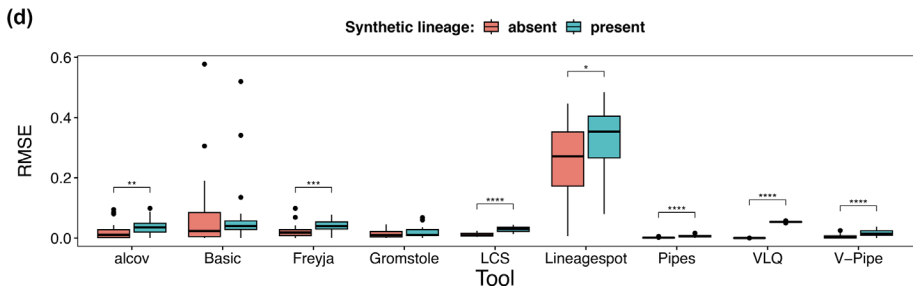 (d)
Synthetic lineage: absent present
RMSE
0.6
0.4
0.2
0.0
**
***
****
*
****
****
****
alcov Basic Freyja Gromstole LCS Lineagespot Pipes VLQ V-Pipe
Tool